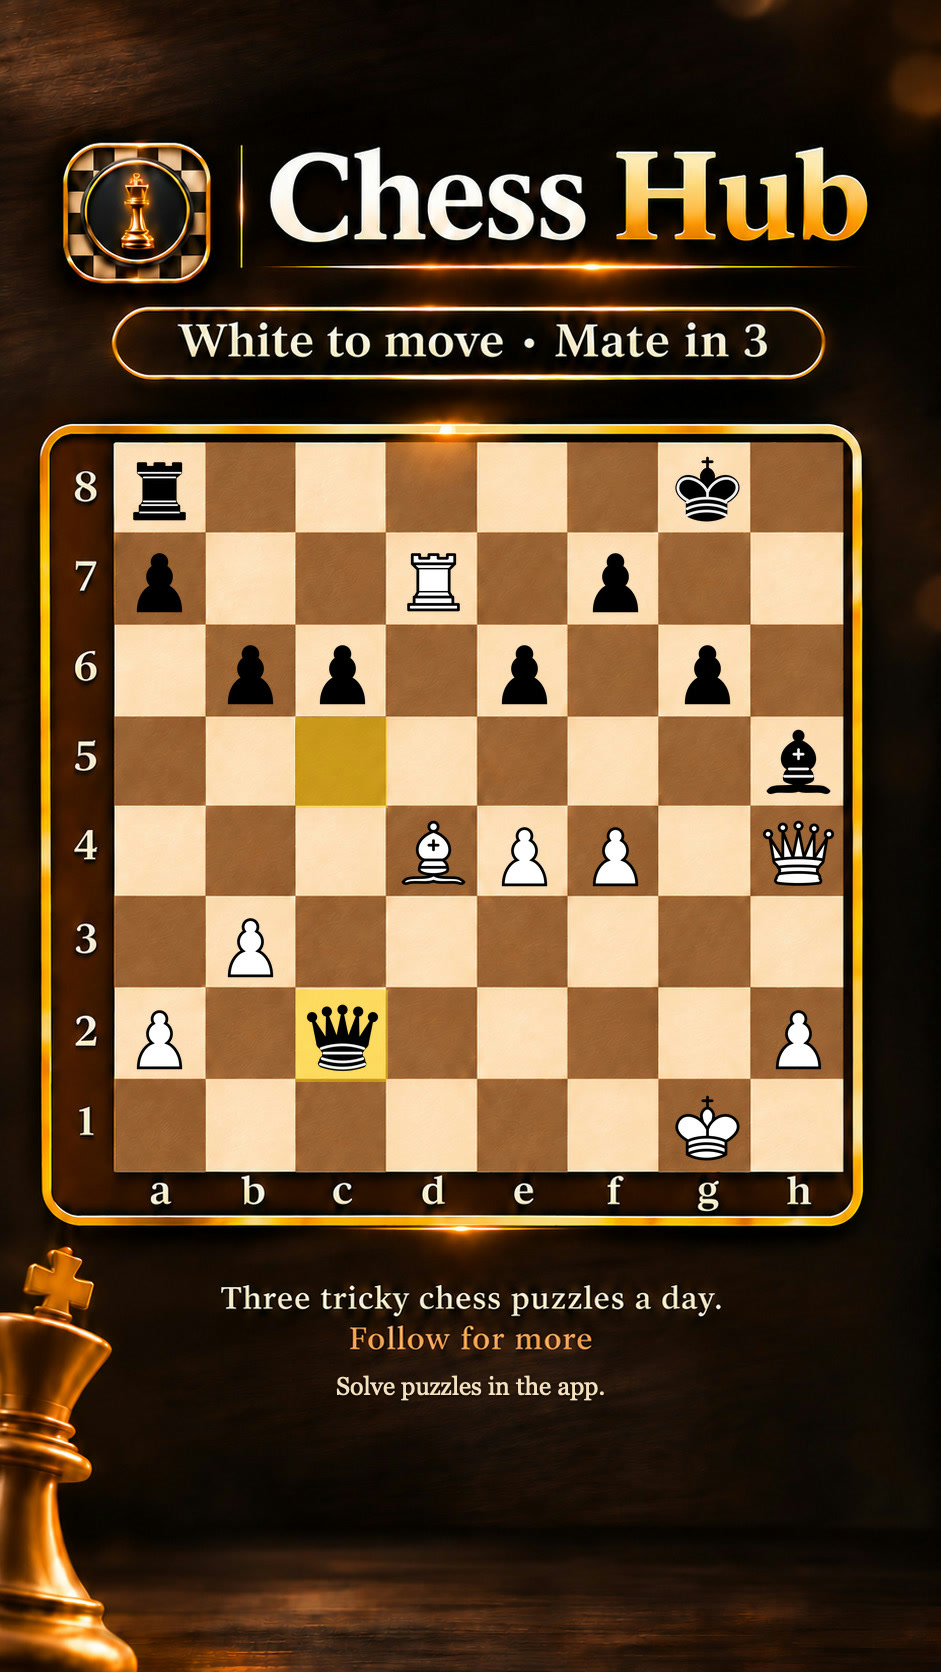 Chess Hub
White to move • Mate in 3
8
7
6
5
4
3
2
1
a b c d e f g h
Three tricky chess puzzles a day.
Follow for more
Solve puzzles in the app.